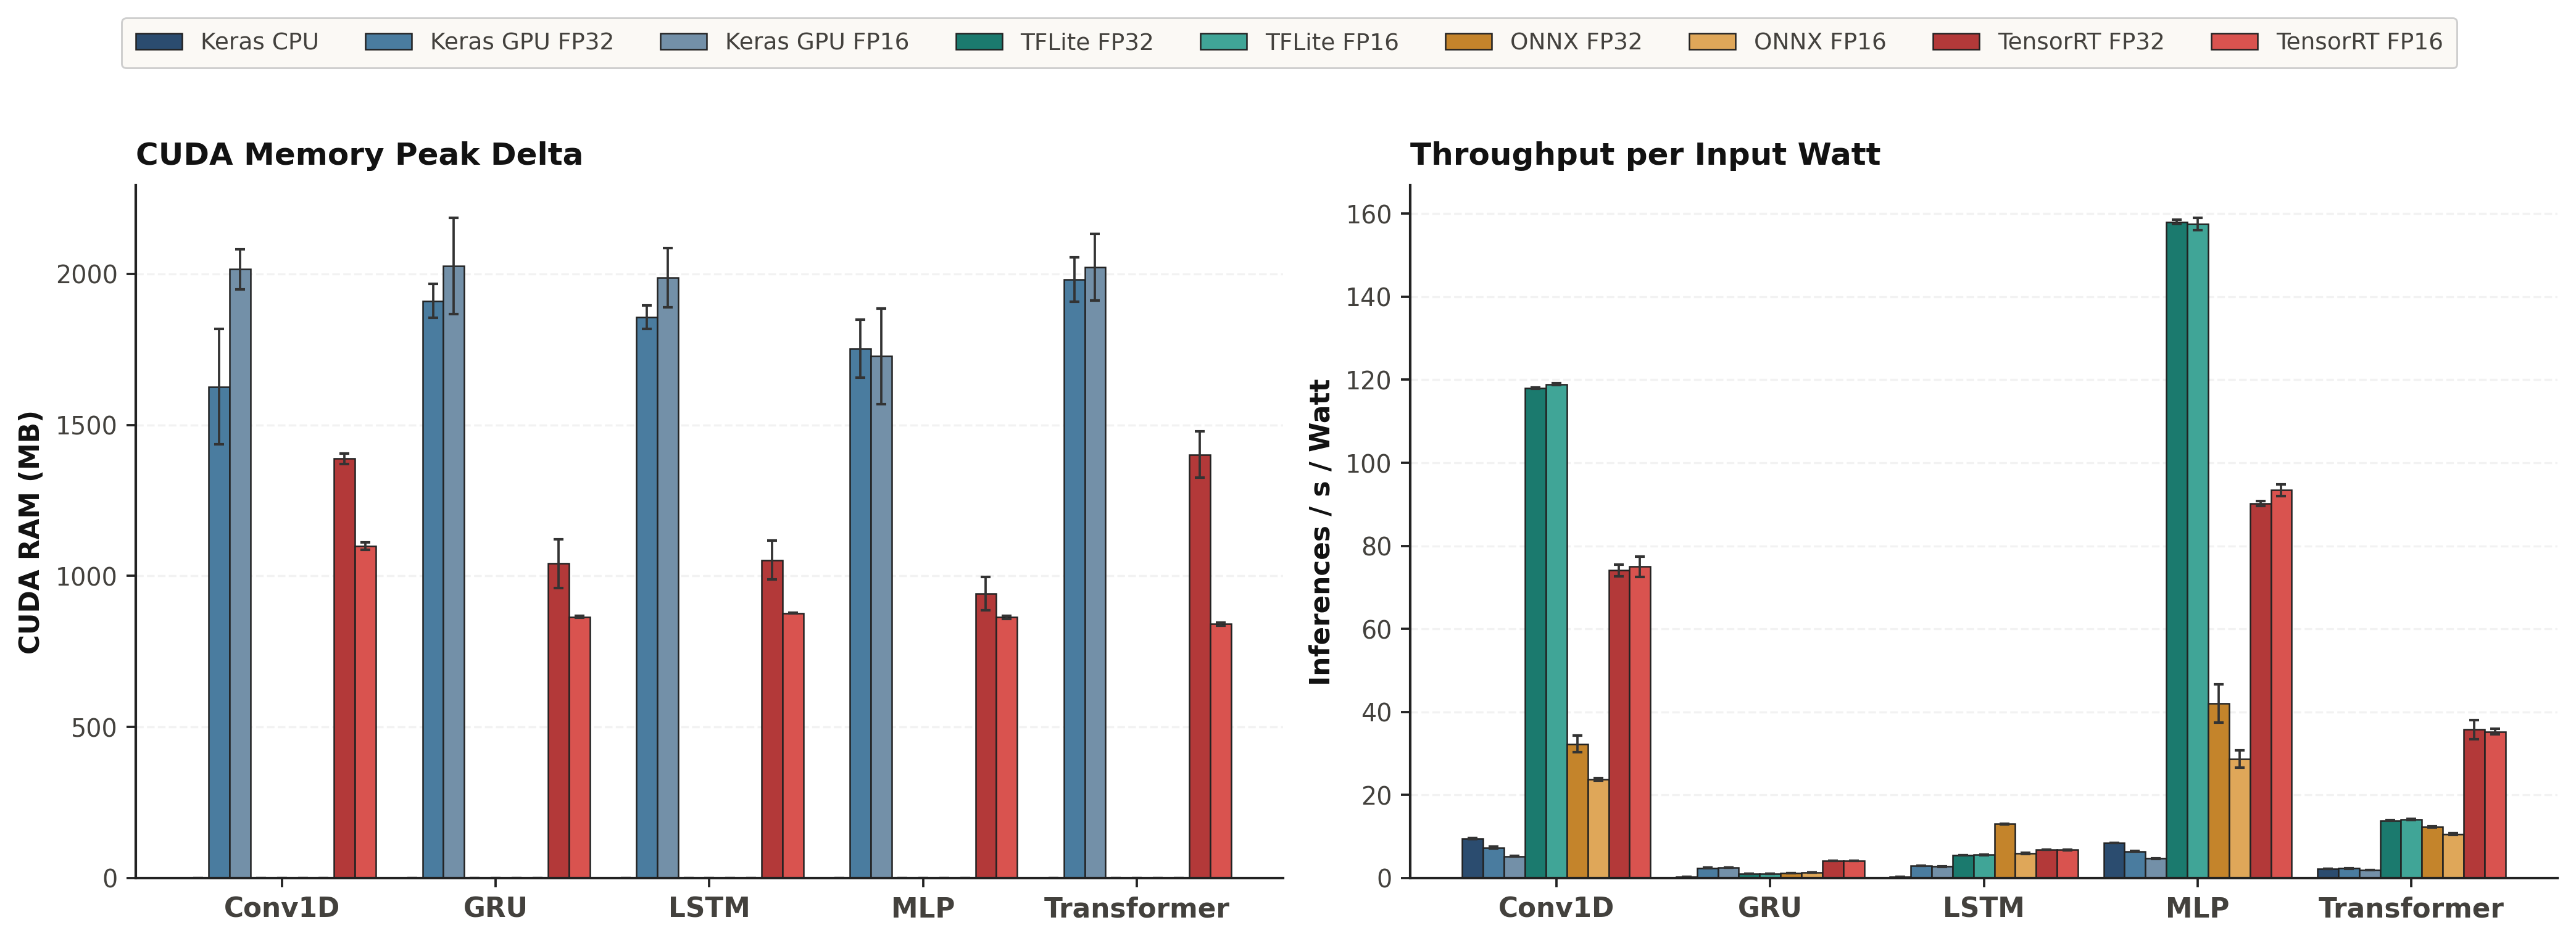 Keras CPU Keras GPU FP32 Keras GPU FP16 TFLite FP32 TFLite FP16 ONNX FP32 ONNX FP16 TensorRT FP32 TensorRT FP16
CUDA Memory Peak Delta
CUDA RAM (MB)
2000
1500
1000
500
0
Conv1D GRU LSTM MLP Transformer
Throughput per Input Watt
Inferences / s / Watt
160
140
120
100
80
60
40
20
0
Conv1D GRU LSTM MLP Transformer